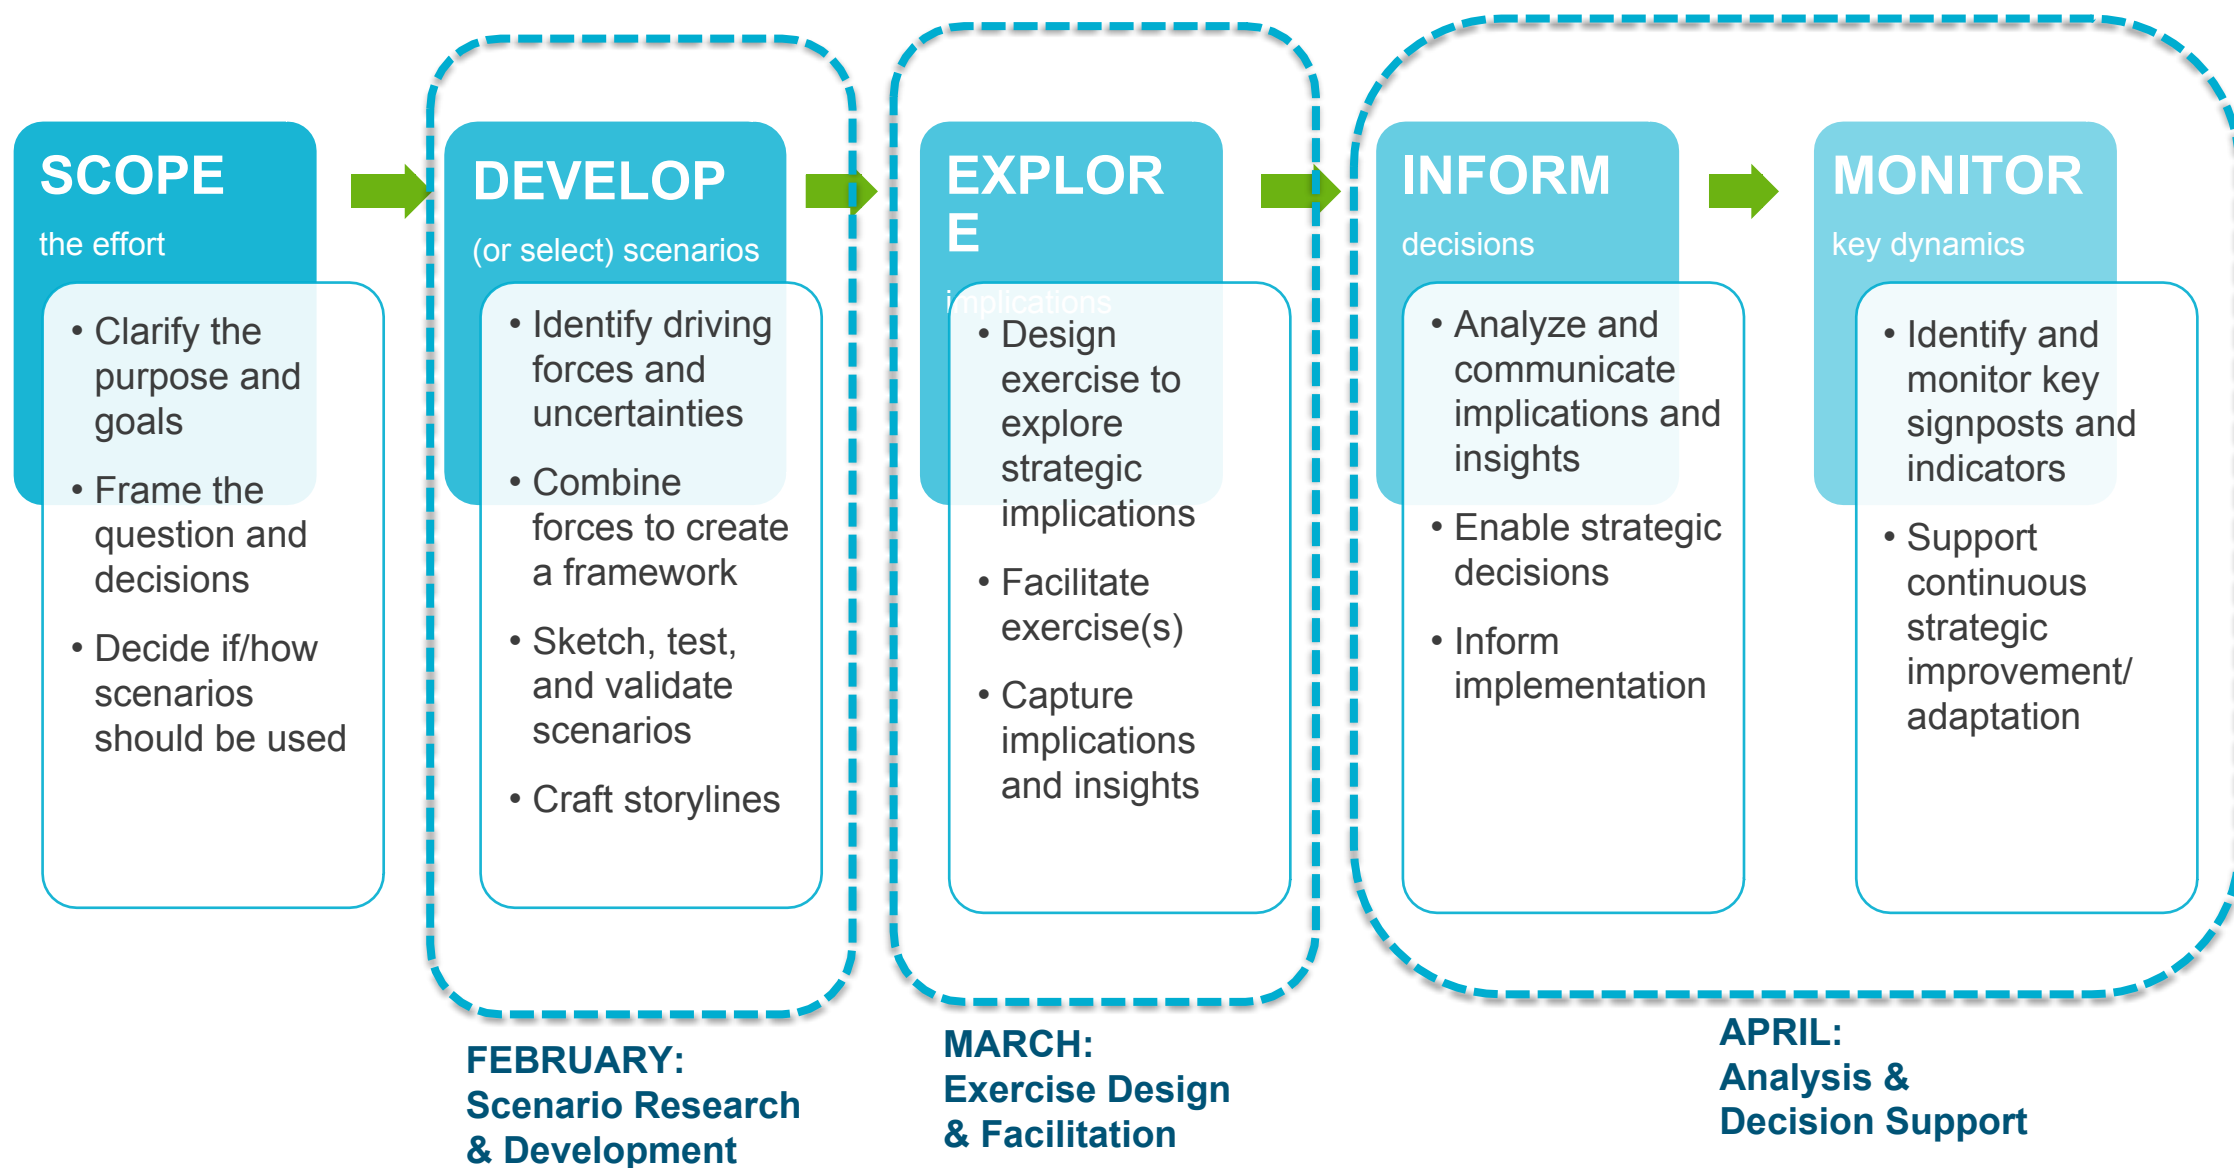 SCOPE
the effort
• Clarify the
purpose and
goals
• Frame the
question and
decisions
• Decide if/how
scenarios
should be used
DEVELOP
(or select) scenarios
• Identify driving
forces and
uncertainties
• Combine
forces to create
a framework
• Sketch, test,
and validate
scenarios
• Craft storylines
FEBRUARY:
Scenario Research
& Development
EXPLOR
E
implications
• Design
exercise to
explore
strategic
implications
• Facilitate
exercise(s)
• Capture
implications
and insights
MARCH:
Exercise Design
& Facilitation
INFORM
decisions
• Analyze and
communicate
implications and
insights
• Enable strategic
decisions
• Inform
implementation
MONITOR
key dynamics
• Identify and
monitor key
signposts and
indicators
• Support
continuous
strategic
improvement/
adaptation
APRIL:
Analysis &
Decision Support